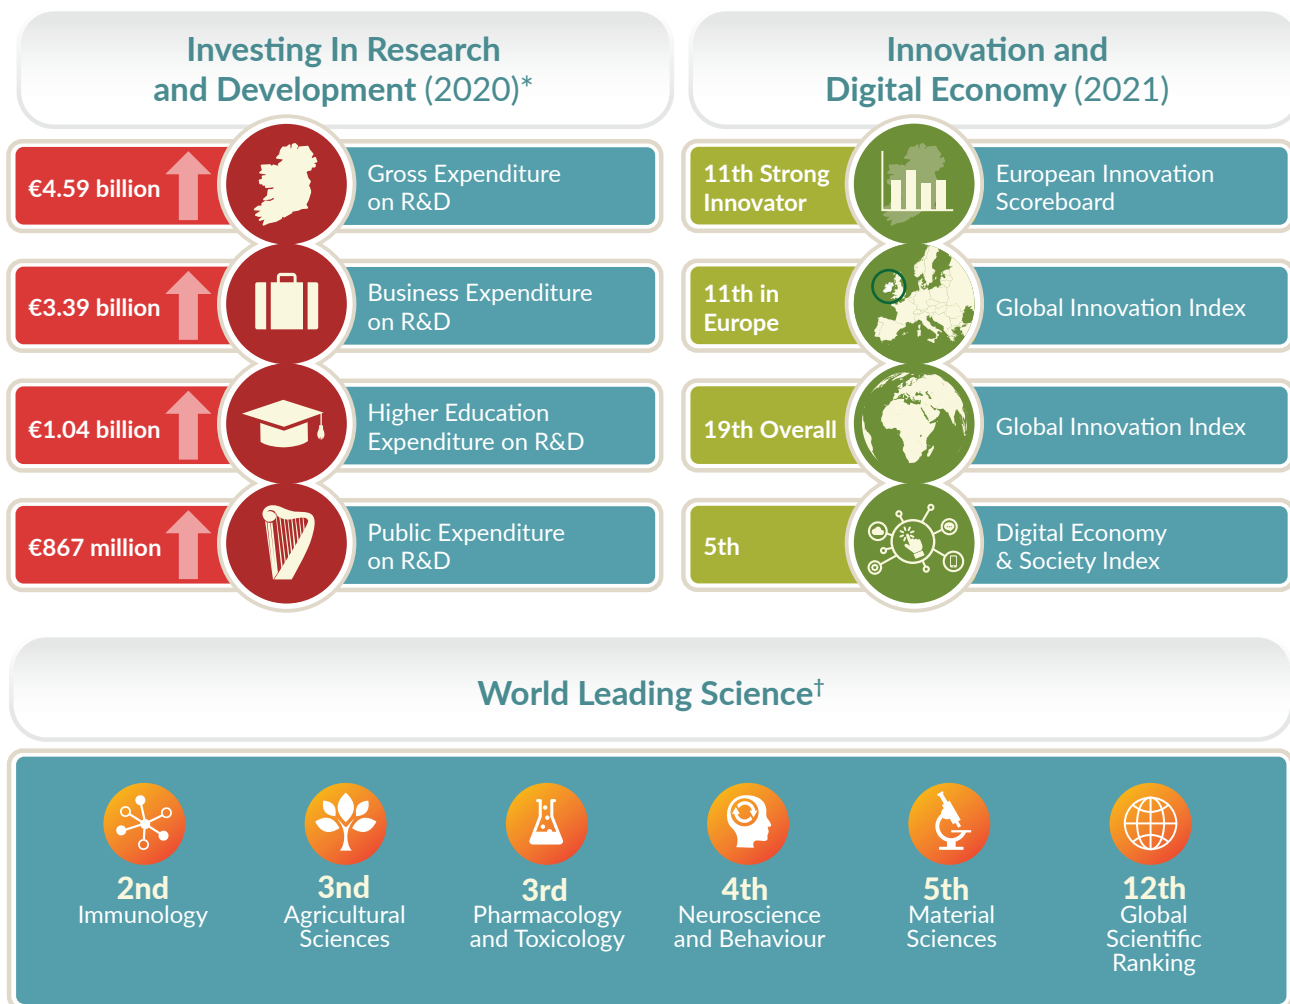 Investing In Research
and Development (2020)*
€4.59 billion
Gross Expenditure
on R&D
€3.39 billion
Business Expenditure
on R&D
€1.04 billion
Higher Education
Expenditure on R&D
€867 million
Public Expenditure
on R&D
Innovation and
Digital Economy (2021)
11th Strong
Innovator
European Innovation
Scoreboard
11th in
Europe
Global Innovation Index
19th Overall
Global Innovation Index
5th
Digital Economy
& Society Index
World Leading Science†
2nd
Immunology
3nd
Agricultural
Sciences
3rd
Pharmacology
and Toxicology
4th
Neuroscience
and Behaviour
5th
Material
Sciences
12th
Global
Scientific
Ranking